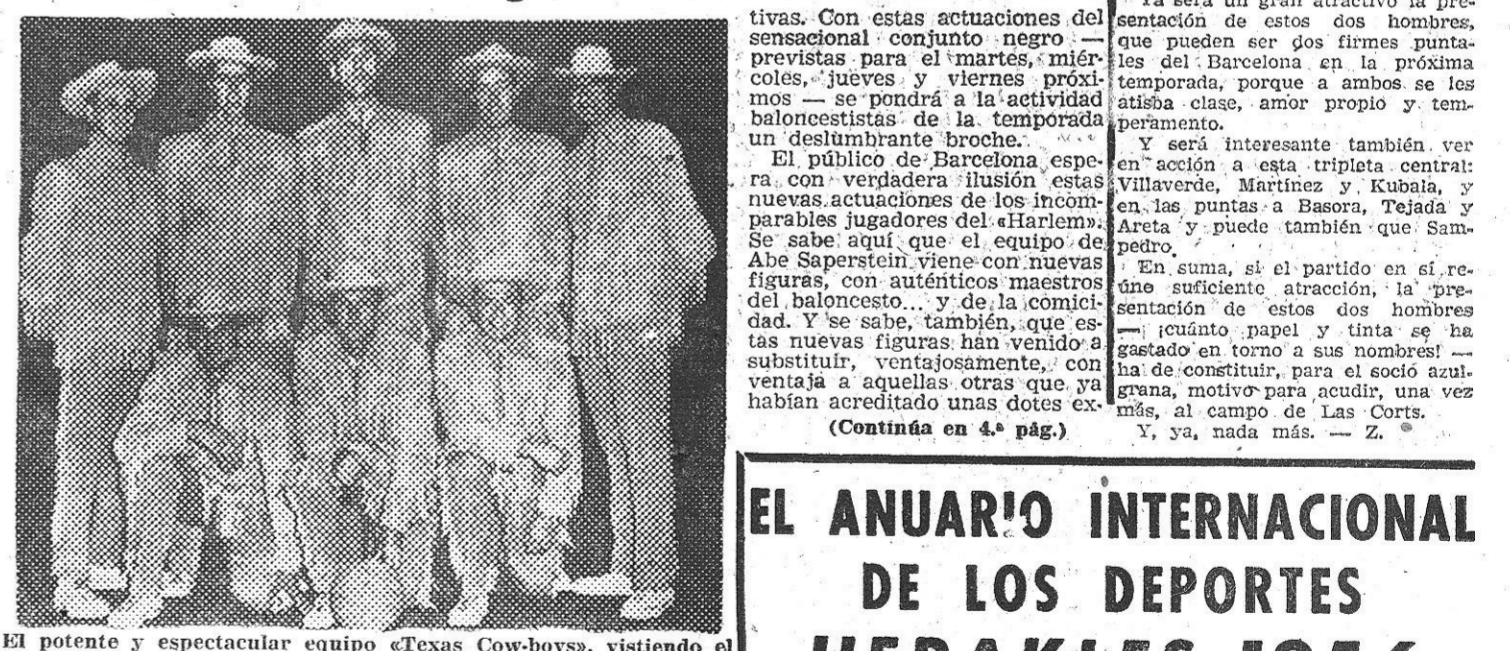 tivas. Con estas actuaciones del
sensacional conjunto negro —
previstas para el martes, miér-
coles, jueves y viernes próxi-
mos — se pondrá a la actividad
baloncestistas de la temporada
un deslumbrante broche.
El público de Barcelona espe-
ra con verdadera ilusión estas
nuevas actuaciones de los incom-
parables jugadores del «Harlem».
Se sabe aquí que el equipo de
Abe Saperstein viene con nuevas
figuras, con auténticos maestros
del baloncesto... y de la comici-
dad. Y se sabe, también, que es-
tas nuevas figuras han venido a
substituir, ventajosamente, con
ventaja a aquellas otras que ya
habían acreditado unas dotes ex-
(Continúa en 4.ª pág.)
Ya será un gran atractivo la pre-
sentación de estos dos hombres,
que pueden ser dos firmes punta-
les del Barcelona en la próxima
temporada, porque a ambos se les
atisba clase, amor propio y tem-
peramento.
Y será interesante también ver
en acción a esta tripleta central:
Villaverde, Martínez y Kubala, y
en las puntas a Basora, Tejada y
Areta y puede también que Sam-
pedro.
En suma, si el partido en sí re-
úne suficiente atracción, la pre-
sentación de estos dos hombres
— ¡cuánto papel y tinta se ha
gastado en torno a sus nombres! —
ha de constituir, para el socio azul-
grana, motivo para acudir, una vez
más, al campo de Las Corts.
Y, ya, nada más. — Z.
El potente y espectacular equipo «Texas Cow-boys», vistiendo el
EL ANUARIO INTERNACIONAL
DE LOS DEPORTES